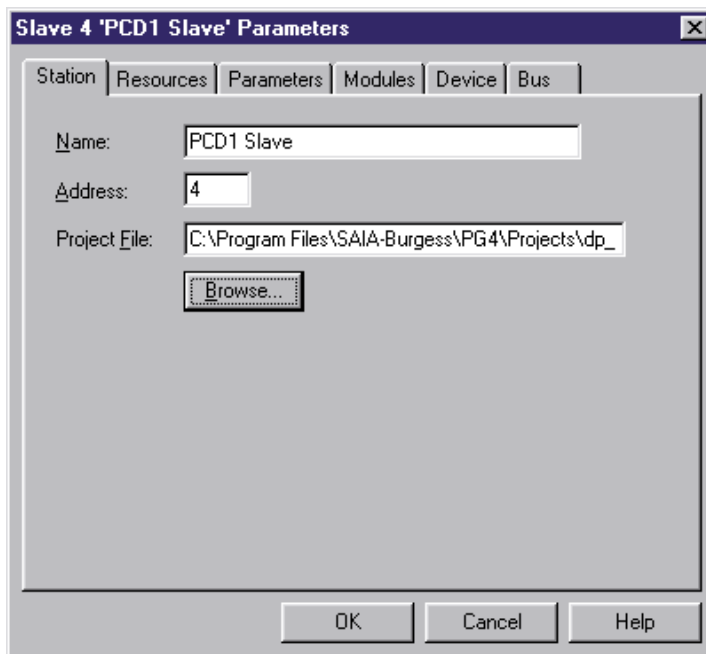 Slave 4 'PCD1 Slave' Parameters
Station Resources Parameters Modules Device Bus
Name: PCD1 Slave
Address: 4
Project File: C:\Program Files\SAIA-Burgess\PG4\Projects\dp_
Browse...
OK Cancel Help